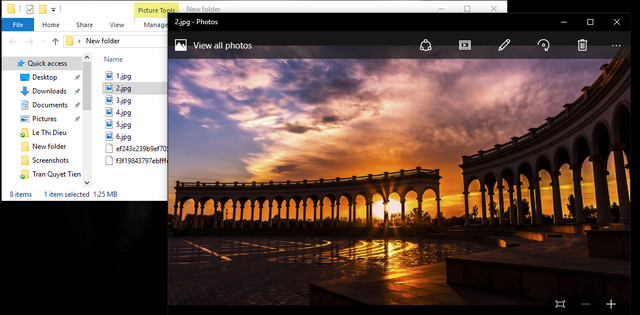 Picture Tools
New folder
File
Home
Share
View
Manage
New folder
Quick access
Desktop
Downloads
Documents
Pictures
Le Thi Dieu
New folder
Screenshots
Tran Quyet Tien
Name
1.jpg
2.jpg
3.jpg
4.jpg
5.jpg
6.jpg
8 items 1 item selected 1.25 MB
2.jpg - Photos
View all photos